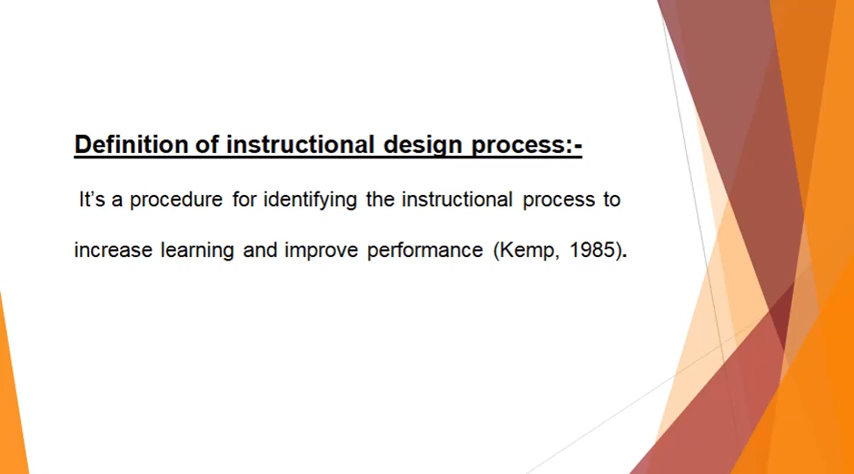 Definition of instructional design process:-
It’s a procedure for identifying the instructional process to
increase learning and improve performance (Kemp, 1985).